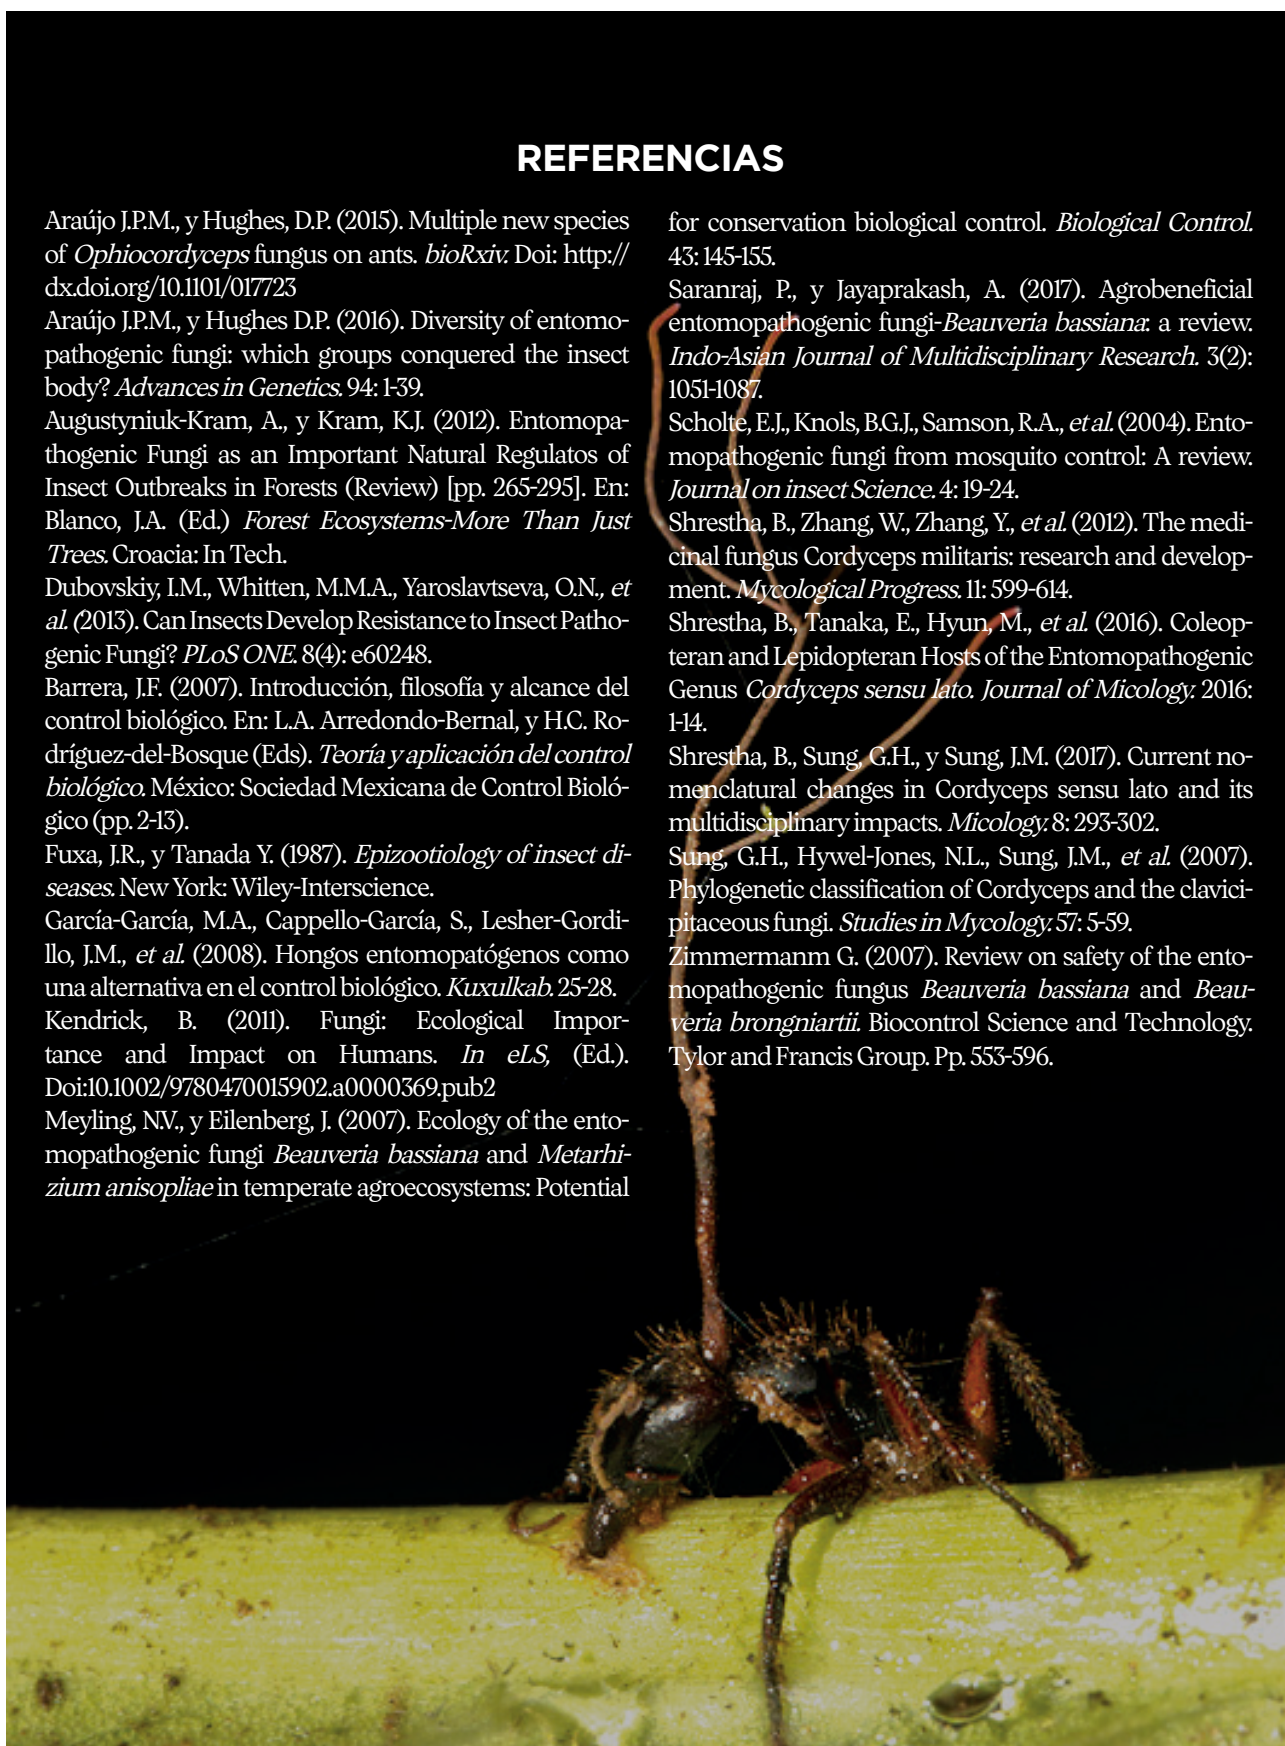 REFERENCIAS
Araújo J.P.M., y Hughes, D.P. (2015). Multiple new species
of Ophiocordyceps fungus on ants. bioRxiv. Doi: http://
dx.doi.org/10.1101/017723
Araújo J.P.M., y Hughes D.P. (2016). Diversity of entomo-
pathogenic fungi: which groups conquered the insect
body? Advances in Genetics. 94: 1-39.
Augustyniuk-Kram, A., y Kram, K.J. (2012). Entomopa-
thogenic Fungi as an Important Natural Regulatos of
Insect Outbreaks in Forests (Review) [pp. 265-295]. En:
Blanco, J.A. (Ed.) Forest Ecosystems-More Than Just
Trees. Croacia: In Tech.
Dubovskiy, I.M., Whitten, M.M.A., Yaroslavtseva, O.N., et
al. (2013). Can Insects Develop Resistance to Insect Patho-
genic Fungi? PLoS ONE. 8(4): e60248.
Barrera, J.F. (2007). Introducción, filosofía y alcance del
control biológico. En: L.A. Arredondo-Bernal, y H.C. Ro-
dríguez-del-Bosque (Eds). Teoría y aplicación del control
biológico. México: Sociedad Mexicana de Control Bioló-
gico (pp. 2-13).
Fuxa, J.R., y Tanada Y. (1987). Epizootiology of insect di-
seases. New York: Wiley-Interscience.
García-García, M.A., Cappello-García, S., Lesher-Gordi-
llo, J.M., et al. (2008). Hongos entomopatógenos como
una alternativa en el control biológico. Kuxulkab. 25-28.
Kendrick, B. (2011). Fungi: Ecological Impor-
tance and Impact on Humans. In eLS, (Ed.).
Doi:10.1002/9780470015902.a0000369.pub2
Meyling, N.V., y Eilenberg, J. (2007). Ecology of the ento-
mopathogenic fungi Beauveria bassiana and Metarhi-
zium anisopliae in temperate agroecosystems: Potential
for conservation biological control. Biological Control.
43: 145-155.
Saranraj, P., y Jayaprakash, A. (2017). Agrobeneficial
entomopathogenic fungi-Beauveria bassiana: a review.
Indo-Asian Journal of Multidisciplinary Research. 3(2):
1051-1087.
Scholte, E.J., Knols, B.G.J., Samson, R.A., et al. (2004). Ento-
mopathogenic fungi from mosquito control: A review.
Journal on insect Science. 4: 19-24.
Shrestha, B., Zhang, W., Zhang, Y., et al. (2012). The medi-
cinal fungus Cordyceps militaris: research and develop-
ment. Mycological Progress. 11: 599-614.
Shrestha, B., Tanaka, E., Hyun, M., et al. (2016). Coleop-
teran and Lepidopteran Hosts of the Entomopathogenic
Genus Cordyceps sensu lato. Journal of Micology. 2016:
1-14.
Shrestha, B., Sung, G.H., y Sung, J.M. (2017). Current no-
menclatural changes in Cordyceps sensu lato and its
multidisciplinary impacts. Micology. 8: 293-302.
Sung, G.H., Hywel-Jones, N.L., Sung, J.M., et al. (2007).
Phylogenetic classification of Cordyceps and the clavici-
pitaceous fungi. Studies in Mycology. 57: 5-59.
Zimmermanm G. (2007). Review on safety of the ento-
mopathogenic fungus Beauveria bassiana and Beau-
veria brongniartii. Biocontrol Science and Technology.
Tylor and Francis Group. Pp. 553-596.